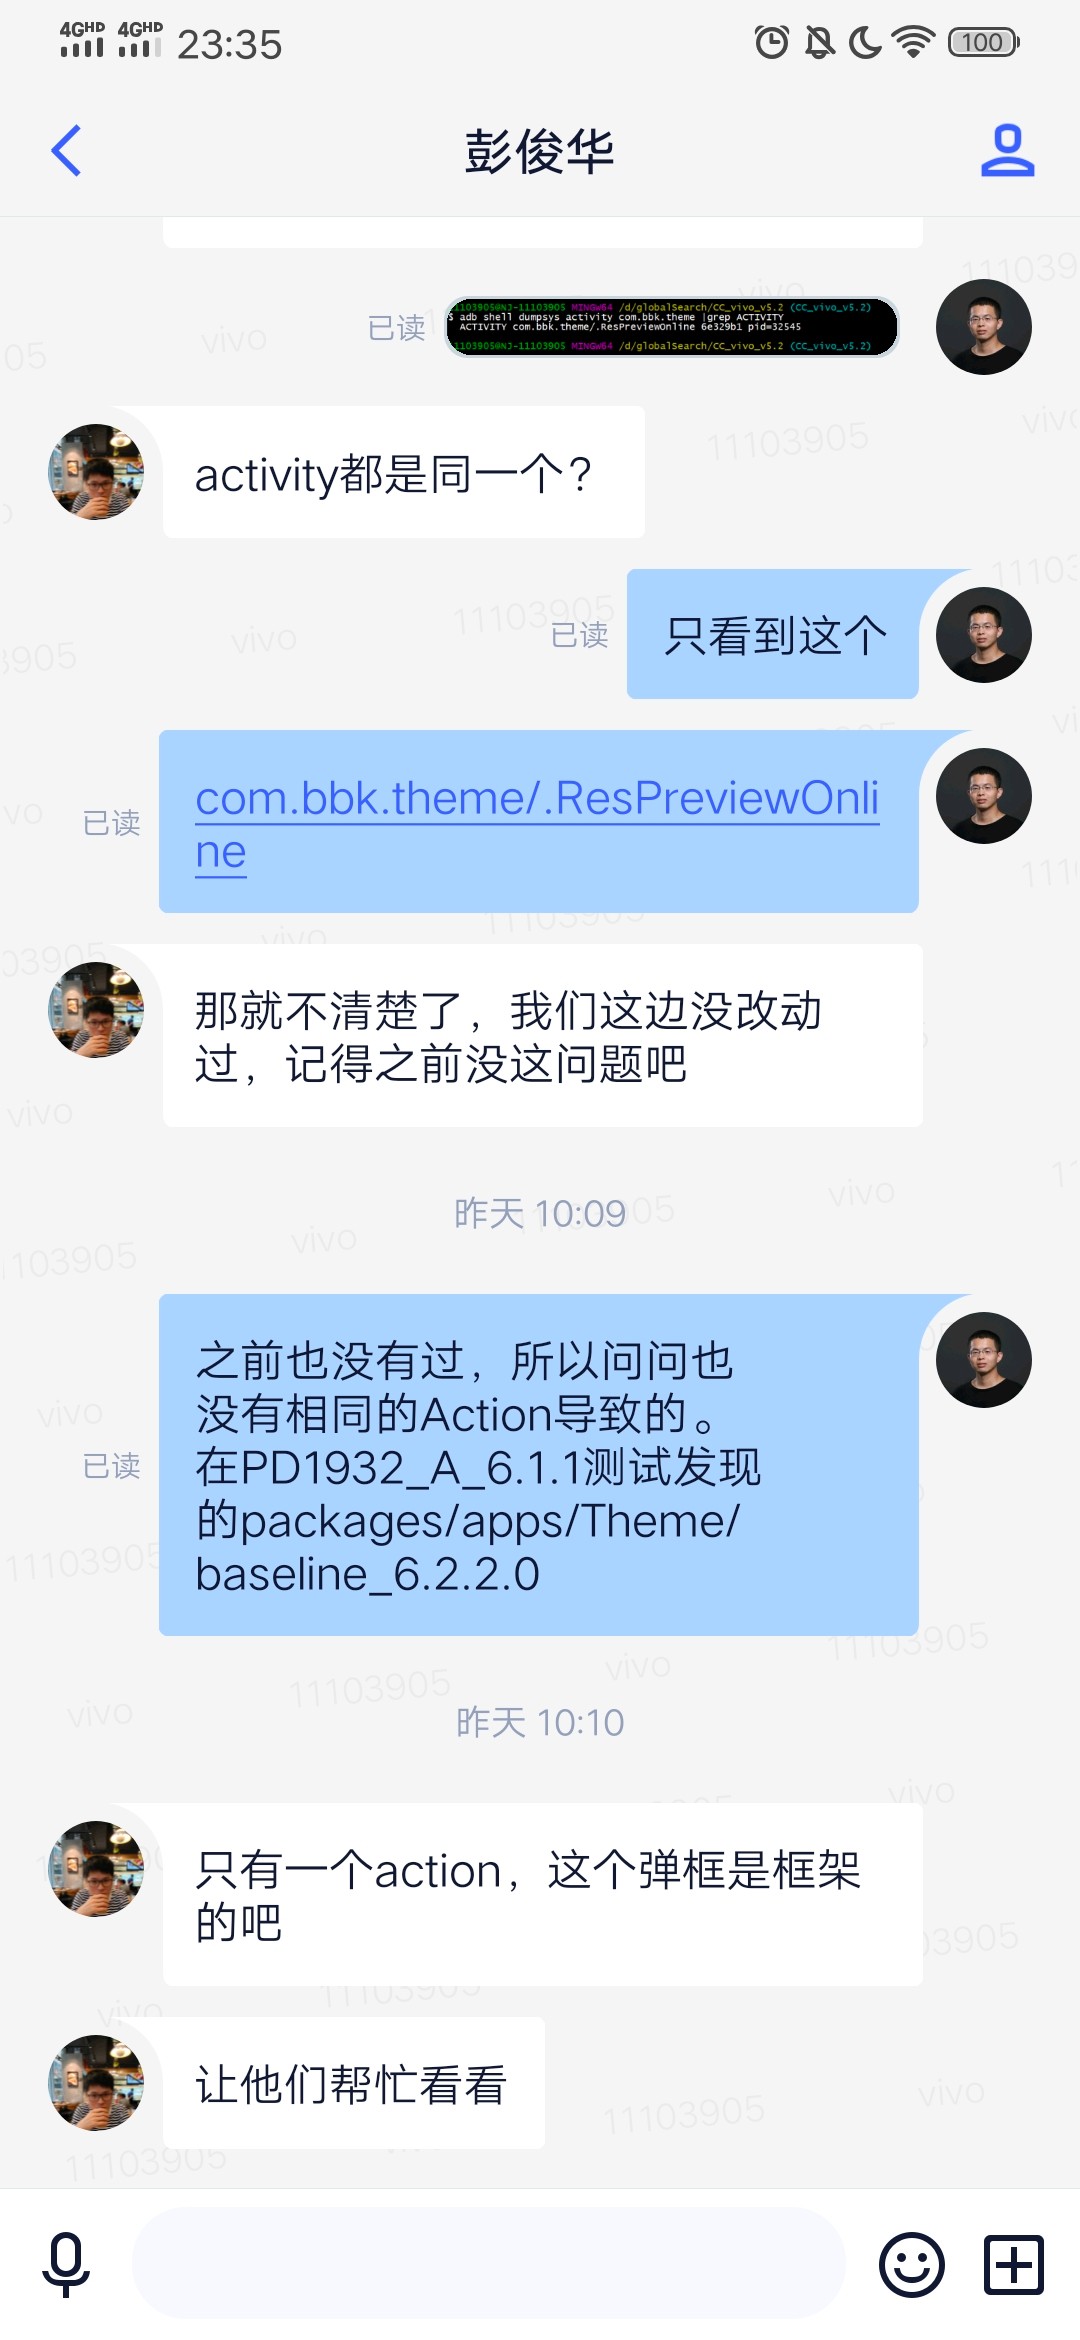 4GHD 4GHD 23:35 100
彭俊华
已读
11103905@NJ-11103905 MINGW64 /d/globalSearch/CC_vivo_v5.2 (CC_vivo_v5.2)
$ adb shell dumpsys activity com.bbk.theme |grep ACTIVITY
ACTIVITY com.bbk.theme/.ResPreviewOnline 6e329b1 pid=32545
11103905@NJ-11103905 MINGW64 /d/globalSearch/CC_vivo_v5.2 (CC_vivo_v5.2)
activity都是同一个？
已读
只看到这个
已读
com.bbk.theme/.ResPreviewOnli
ne
那就不清楚了，我们这边没改动
过，记得之前没这问题吧
昨天 10:09
已读
之前也没有过，所以问问也
没有相同的Action导致的。
在PD1932_A_6.1.1测试发现
的packages/apps/Theme/
baseline_6.2.2.0
昨天 10:10
只有一个action，这个弹框是框架
的吧
让他们帮忙看看
vivo
11103905